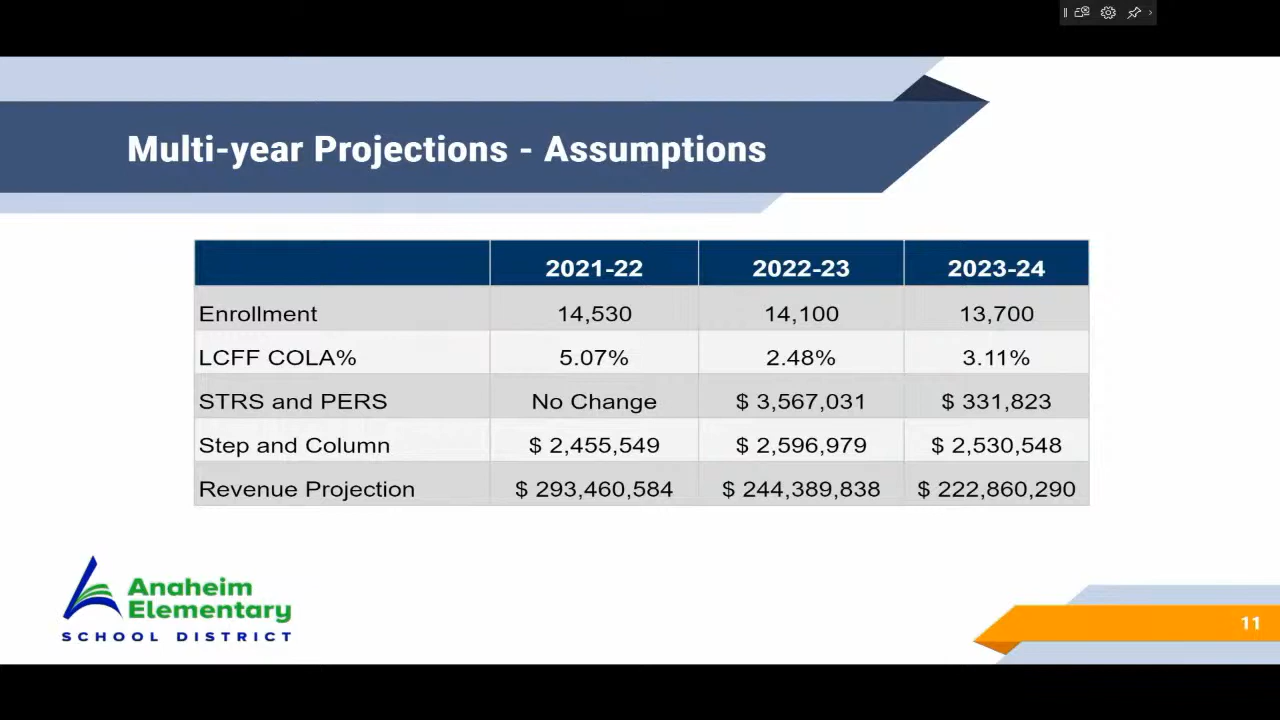 Multi-year Projections - Assumptions
2021-22 2022-23 2023-24
Enrollment 14,530 14,100 13,700
LCFF COLA% 5.07% 2.48% 3.11%
STRS and PERS No Change $ 3,567,031 $ 331,823
Step and Column $ 2,455,549 $ 2,596,979 $ 2,530,548
Revenue Projection $ 293,460,584 $ 244,389,838 $ 222,860,290
Anaheim
Elementary
SCHOOL DISTRICT
11